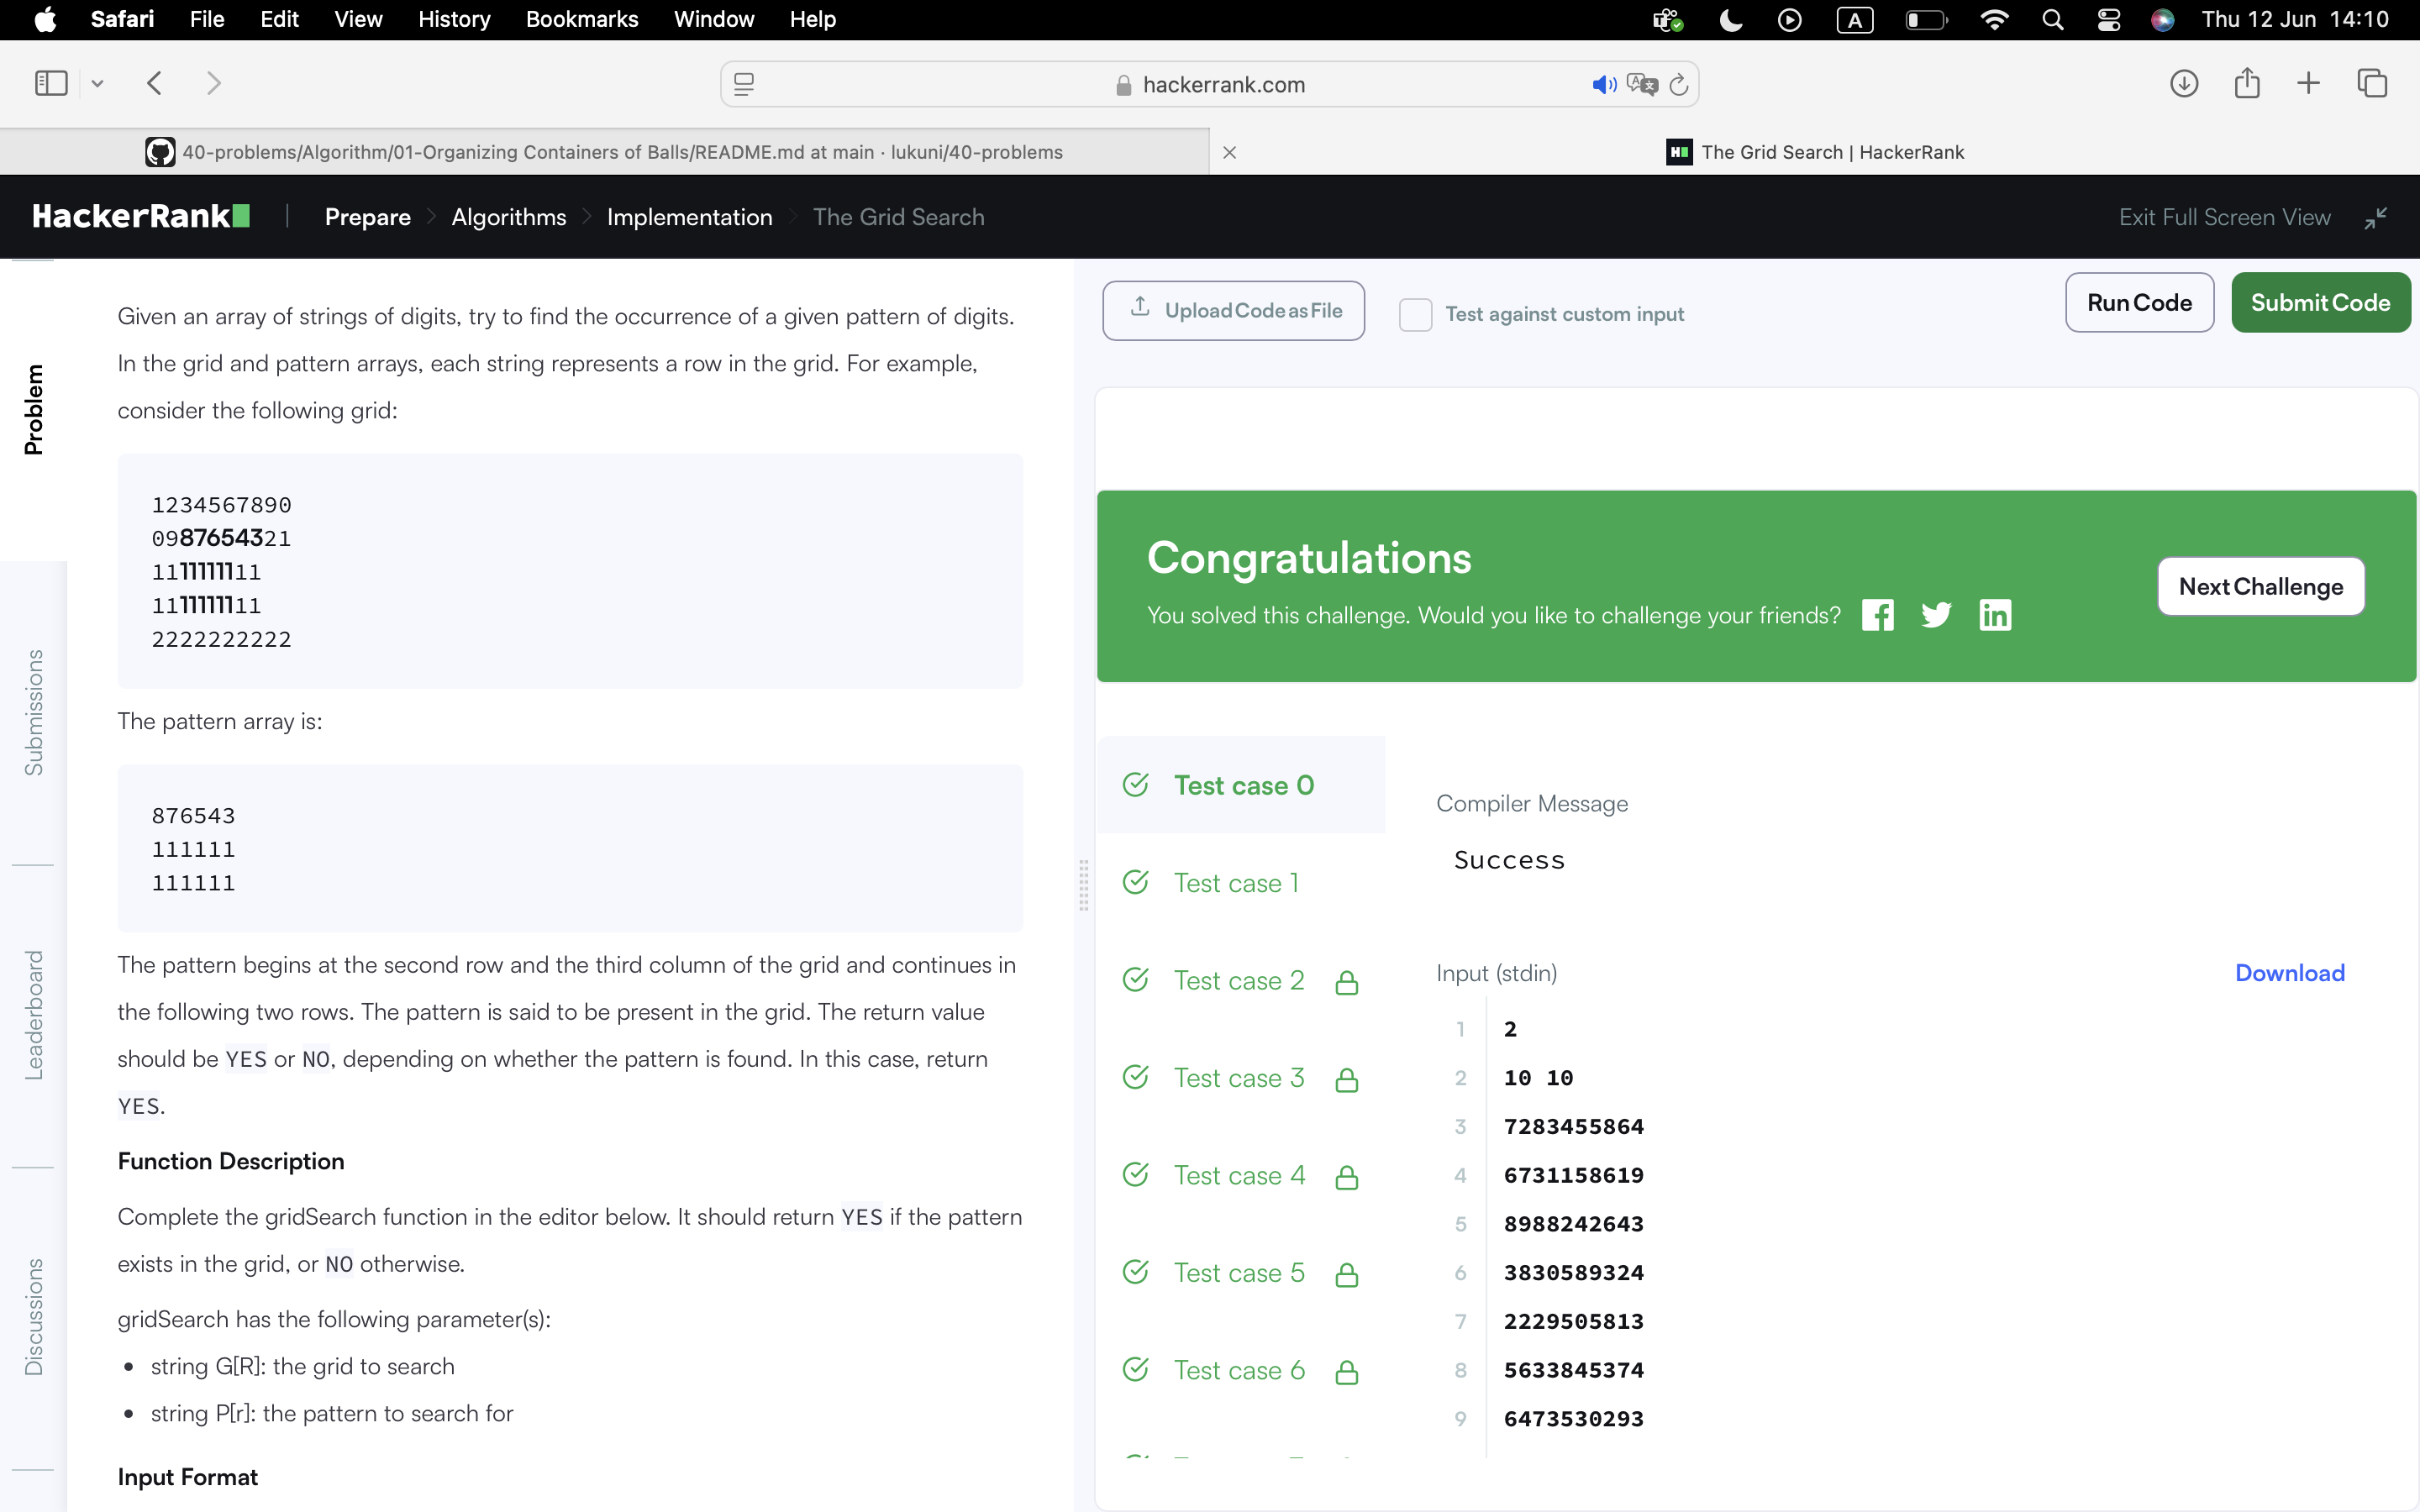 Safari File Edit View History Bookmarks Window Help A Thu 12 Jun 14:10
hackerrank.com
40-problems/Algorithm/01-Organizing Containers of Balls/README.md at main · lukuni/40-problems
The Grid Search | HackerRank
HackerRank
Prepare Algorithms Implementation The Grid Search
Exit Full Screen View
Problem
Submissions
Leaderboard
Discussions
Given an array of strings of digits, try to find the occurrence of a given pattern of digits.
In the grid and pattern arrays, each string represents a row in the grid. For example,
consider the following grid:
1234567890
0987654321
1111111111
1111111111
2222222222
The pattern array is:
876543
111111
111111
The pattern begins at the second row and the third column of the grid and continues in
the following two rows. The pattern is said to be present in the grid. The return value
should be YES or NO, depending on whether the pattern is found. In this case, return
YES.
Function Description
Complete the gridSearch function in the editor below. It should return YES if the pattern
exists in the grid, or NO otherwise.
gridSearch has the following parameter(s):
• string G[R]: the grid to search
• string P[r]: the pattern to search for
Input Format
Upload Code as File
Test against custom input
Run Code
Submit Code
Congratulations
You solved this challenge. Would you like to challenge your friends?
Next Challenge
Test case 0
Test case 1
Test case 2
Test case 3
Test case 4
Test case 5
Test case 6
Compiler Message
Success
Input (stdin)
Download
1 2
2 10 10
3 7283455864
4 6731158619
5 8988242643
6 3830589324
7 2229505813
8 5633845374
9 6473530293